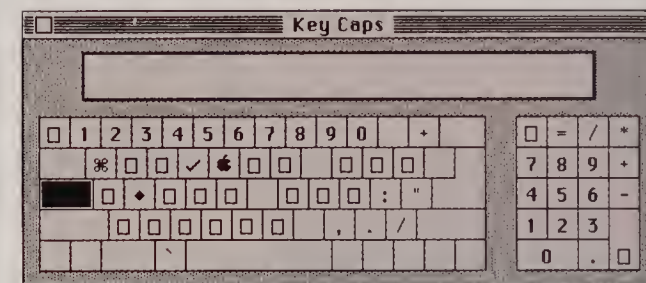 Key Caps
□ 1 2 3 4 5 6 7 8 9 0 + □ = / *
⌘ □ □ ✓  □ □ □ □ □ 7 8 9 +
□ ◆ □ □ □ □ □ □ : " 4 5 6 -
□ □ □ □ □ □ , . / 1 2 3
` 0 . □